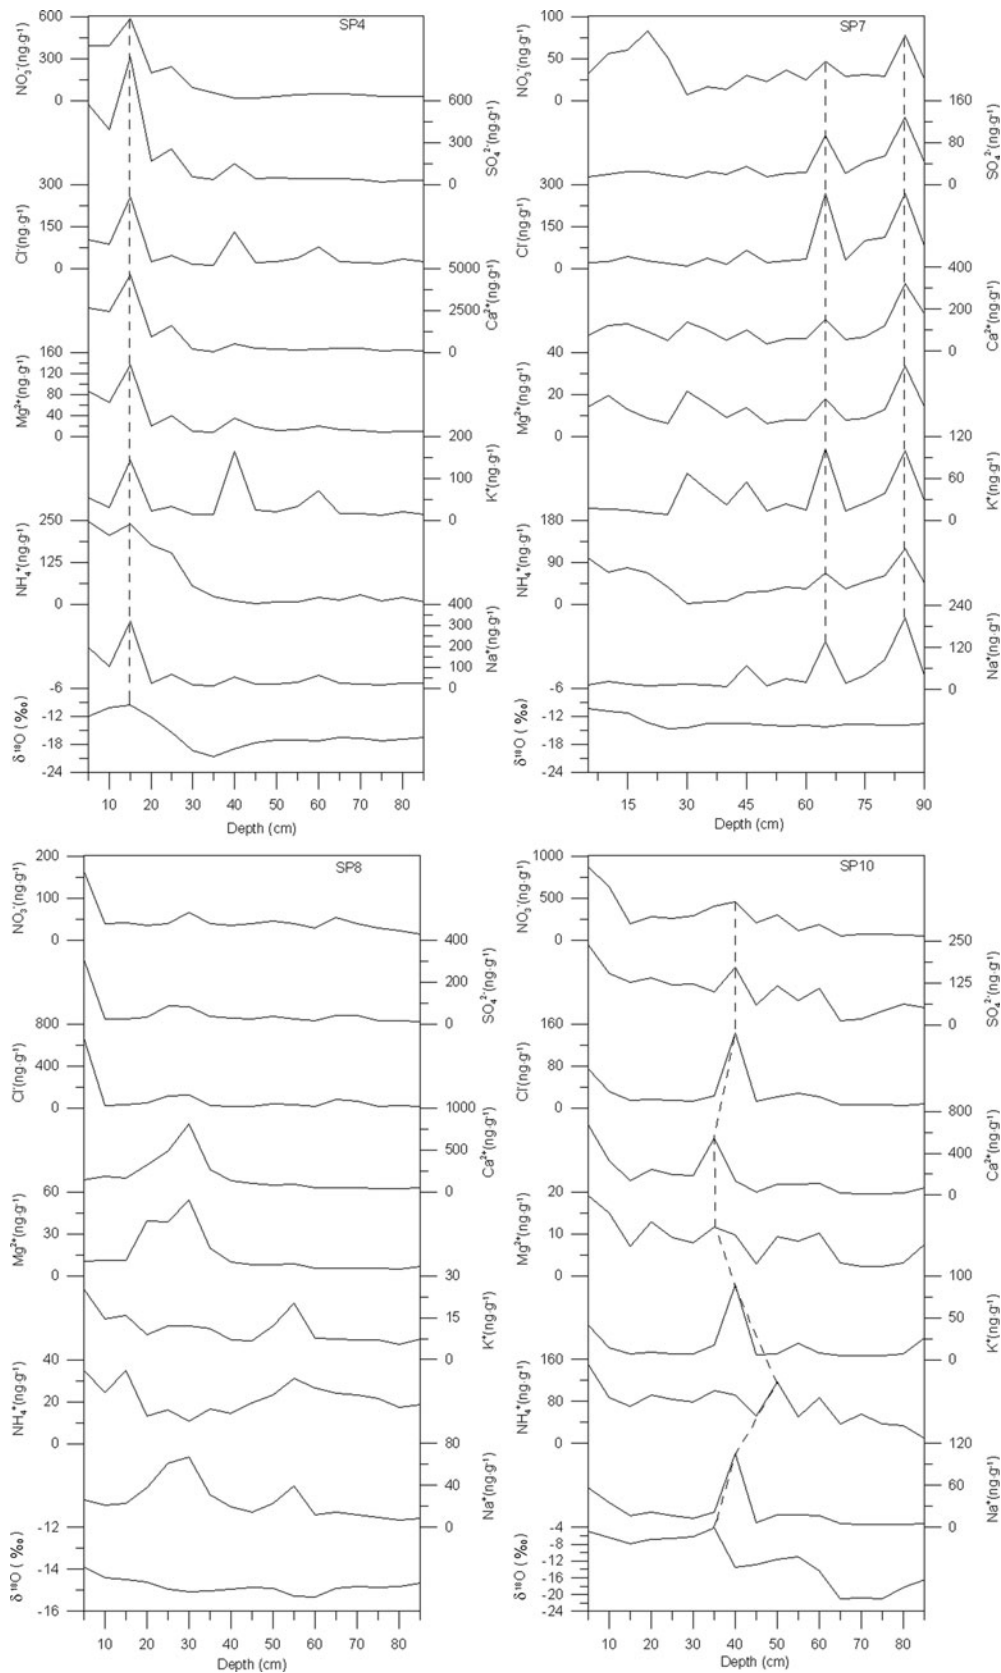 SP4
NO₃⁻(ng·g⁻¹)
600
300
0
SO₄²⁻(ng·g⁻¹)
600
300
0
Cl⁻(ng·g⁻¹)
300
150
0
Ca²⁺(ng·g⁻¹)
5000
2500
0
Mg²⁺(ng·g⁻¹)
160
120
80
40
0
K⁺(ng·g⁻¹)
200
100
0
NH₄⁺(ng·g⁻¹)
250
125
0
Na⁺(ng·g⁻¹)
400
300
200
100
0
δ¹⁸O (‰)
-6
-12
-18
-24
10 20 30 40 50 60 70 80
Depth (cm)
SP7
NO₃⁻(ng·g⁻¹)
100
50
0
SO₄²⁻(ng·g⁻¹)
160
80
0
Cl⁻(ng·g⁻¹)
300
150
0
Ca²⁺(ng·g⁻¹)
400
200
0
Mg²⁺(ng·g⁻¹)
40
20
0
K⁺(ng·g⁻¹)
120
60
0
NH₄⁺(ng·g⁻¹)
180
90
0
Na⁺(ng·g⁻¹)
240
120
0
δ¹⁸O (‰)
-6
-12
-18
-24
15 30 45 60 75 90
Depth (cm)
SP8
NO₃⁻(ng·g⁻¹)
200
100
0
SO₄²⁻(ng·g⁻¹)
400
200
0
Cl⁻(ng·g⁻¹)
800
400
0
Ca²⁺(ng·g⁻¹)
1000
500
0
Mg²⁺(ng·g⁻¹)
60
30
0
K⁺(ng·g⁻¹)
30
15
0
NH₄⁺(ng·g⁻¹)
40
20
0
Na⁺(ng·g⁻¹)
80
40
0
δ¹⁸O (‰)
-12
-14
-16
10 20 30 40 50 60 70 80
Depth (cm)
SP10
NO₃⁻(ng·g⁻¹)
1000
500
0
SO₄²⁻(ng·g⁻¹)
250
125
0
Cl⁻(ng·g⁻¹)
160
80
0
Ca²⁺(ng·g⁻¹)
800
400
0
Mg²⁺(ng·g⁻¹)
20
10
0
K⁺(ng·g⁻¹)
100
50
0
NH₄⁺(ng·g⁻¹)
160
80
0
Na⁺(ng·g⁻¹)
120
60
0
δ¹⁸O (‰)
-4
-8
-12
-16
-20
-24
10 20 30 40 50 60 70 80
Depth (cm)